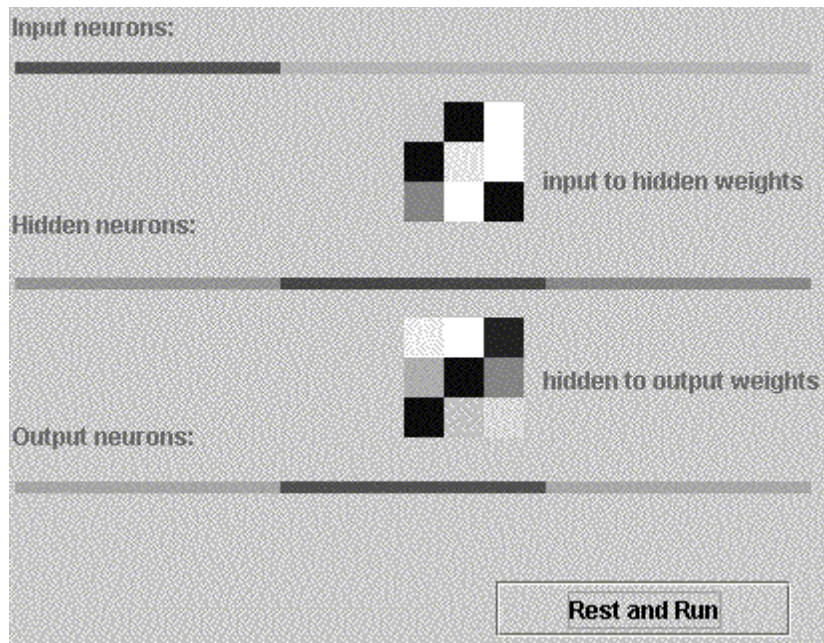 Input neurons:
input to hidden weights
Hidden neurons:
hidden to output weights
Output neurons:
Rest and Run